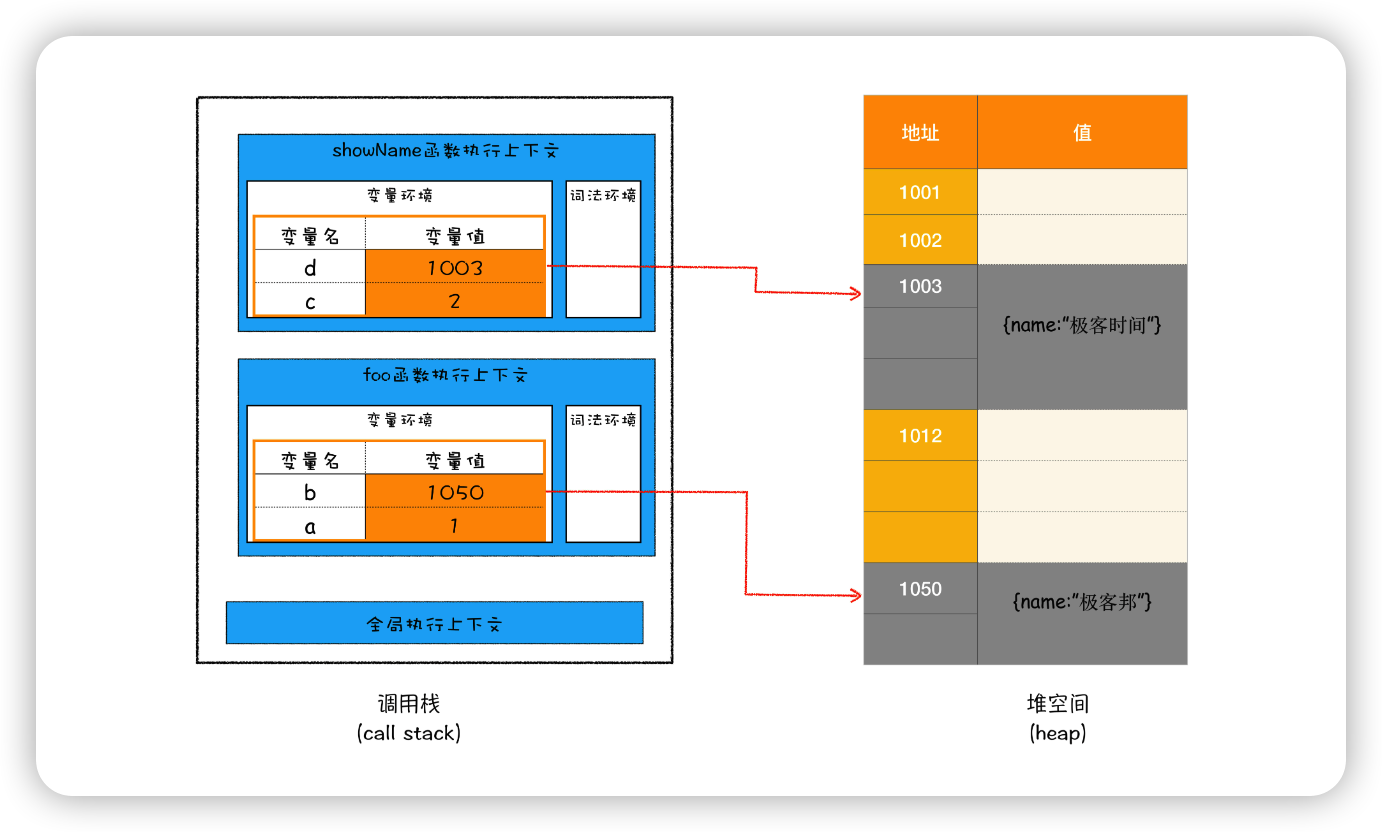 showName函数执行上下文
变量环境
词法环境
变量名 变量值
d 1003
c 2
foo函数执行上下文
变量环境
词法环境
变量名 变量值
b 1050
a 1
全局执行上下文
调用栈
(call stack)
地址 值
1001
1002
1003
{name:"极客时间"}
1012
1050
{name:"极客邦"}
堆空间
(heap)